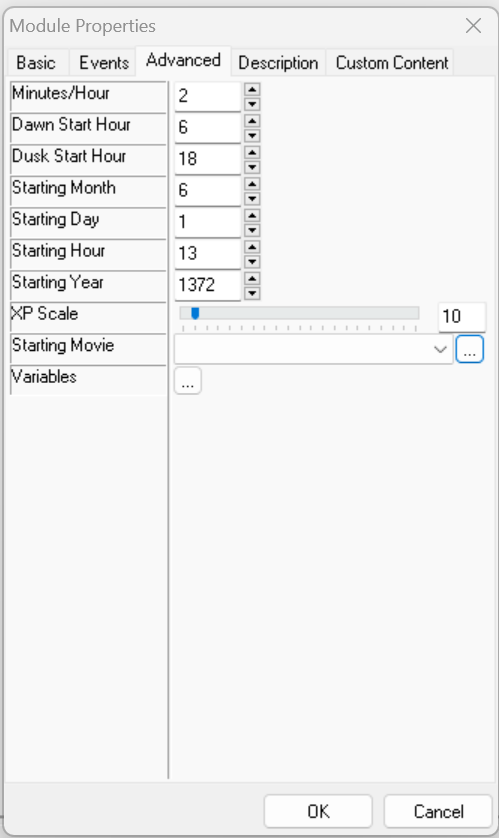 Module Properties
Basic Events Advanced Description Custom Content
Minutes/Hour 2
Dawn Start Hour 6
Dusk Start Hour 18
Starting Month 6
Starting Day 1
Starting Hour 13
Starting Year 1372
XP Scale 10
Starting Movie ...
Variables ...
OK Cancel